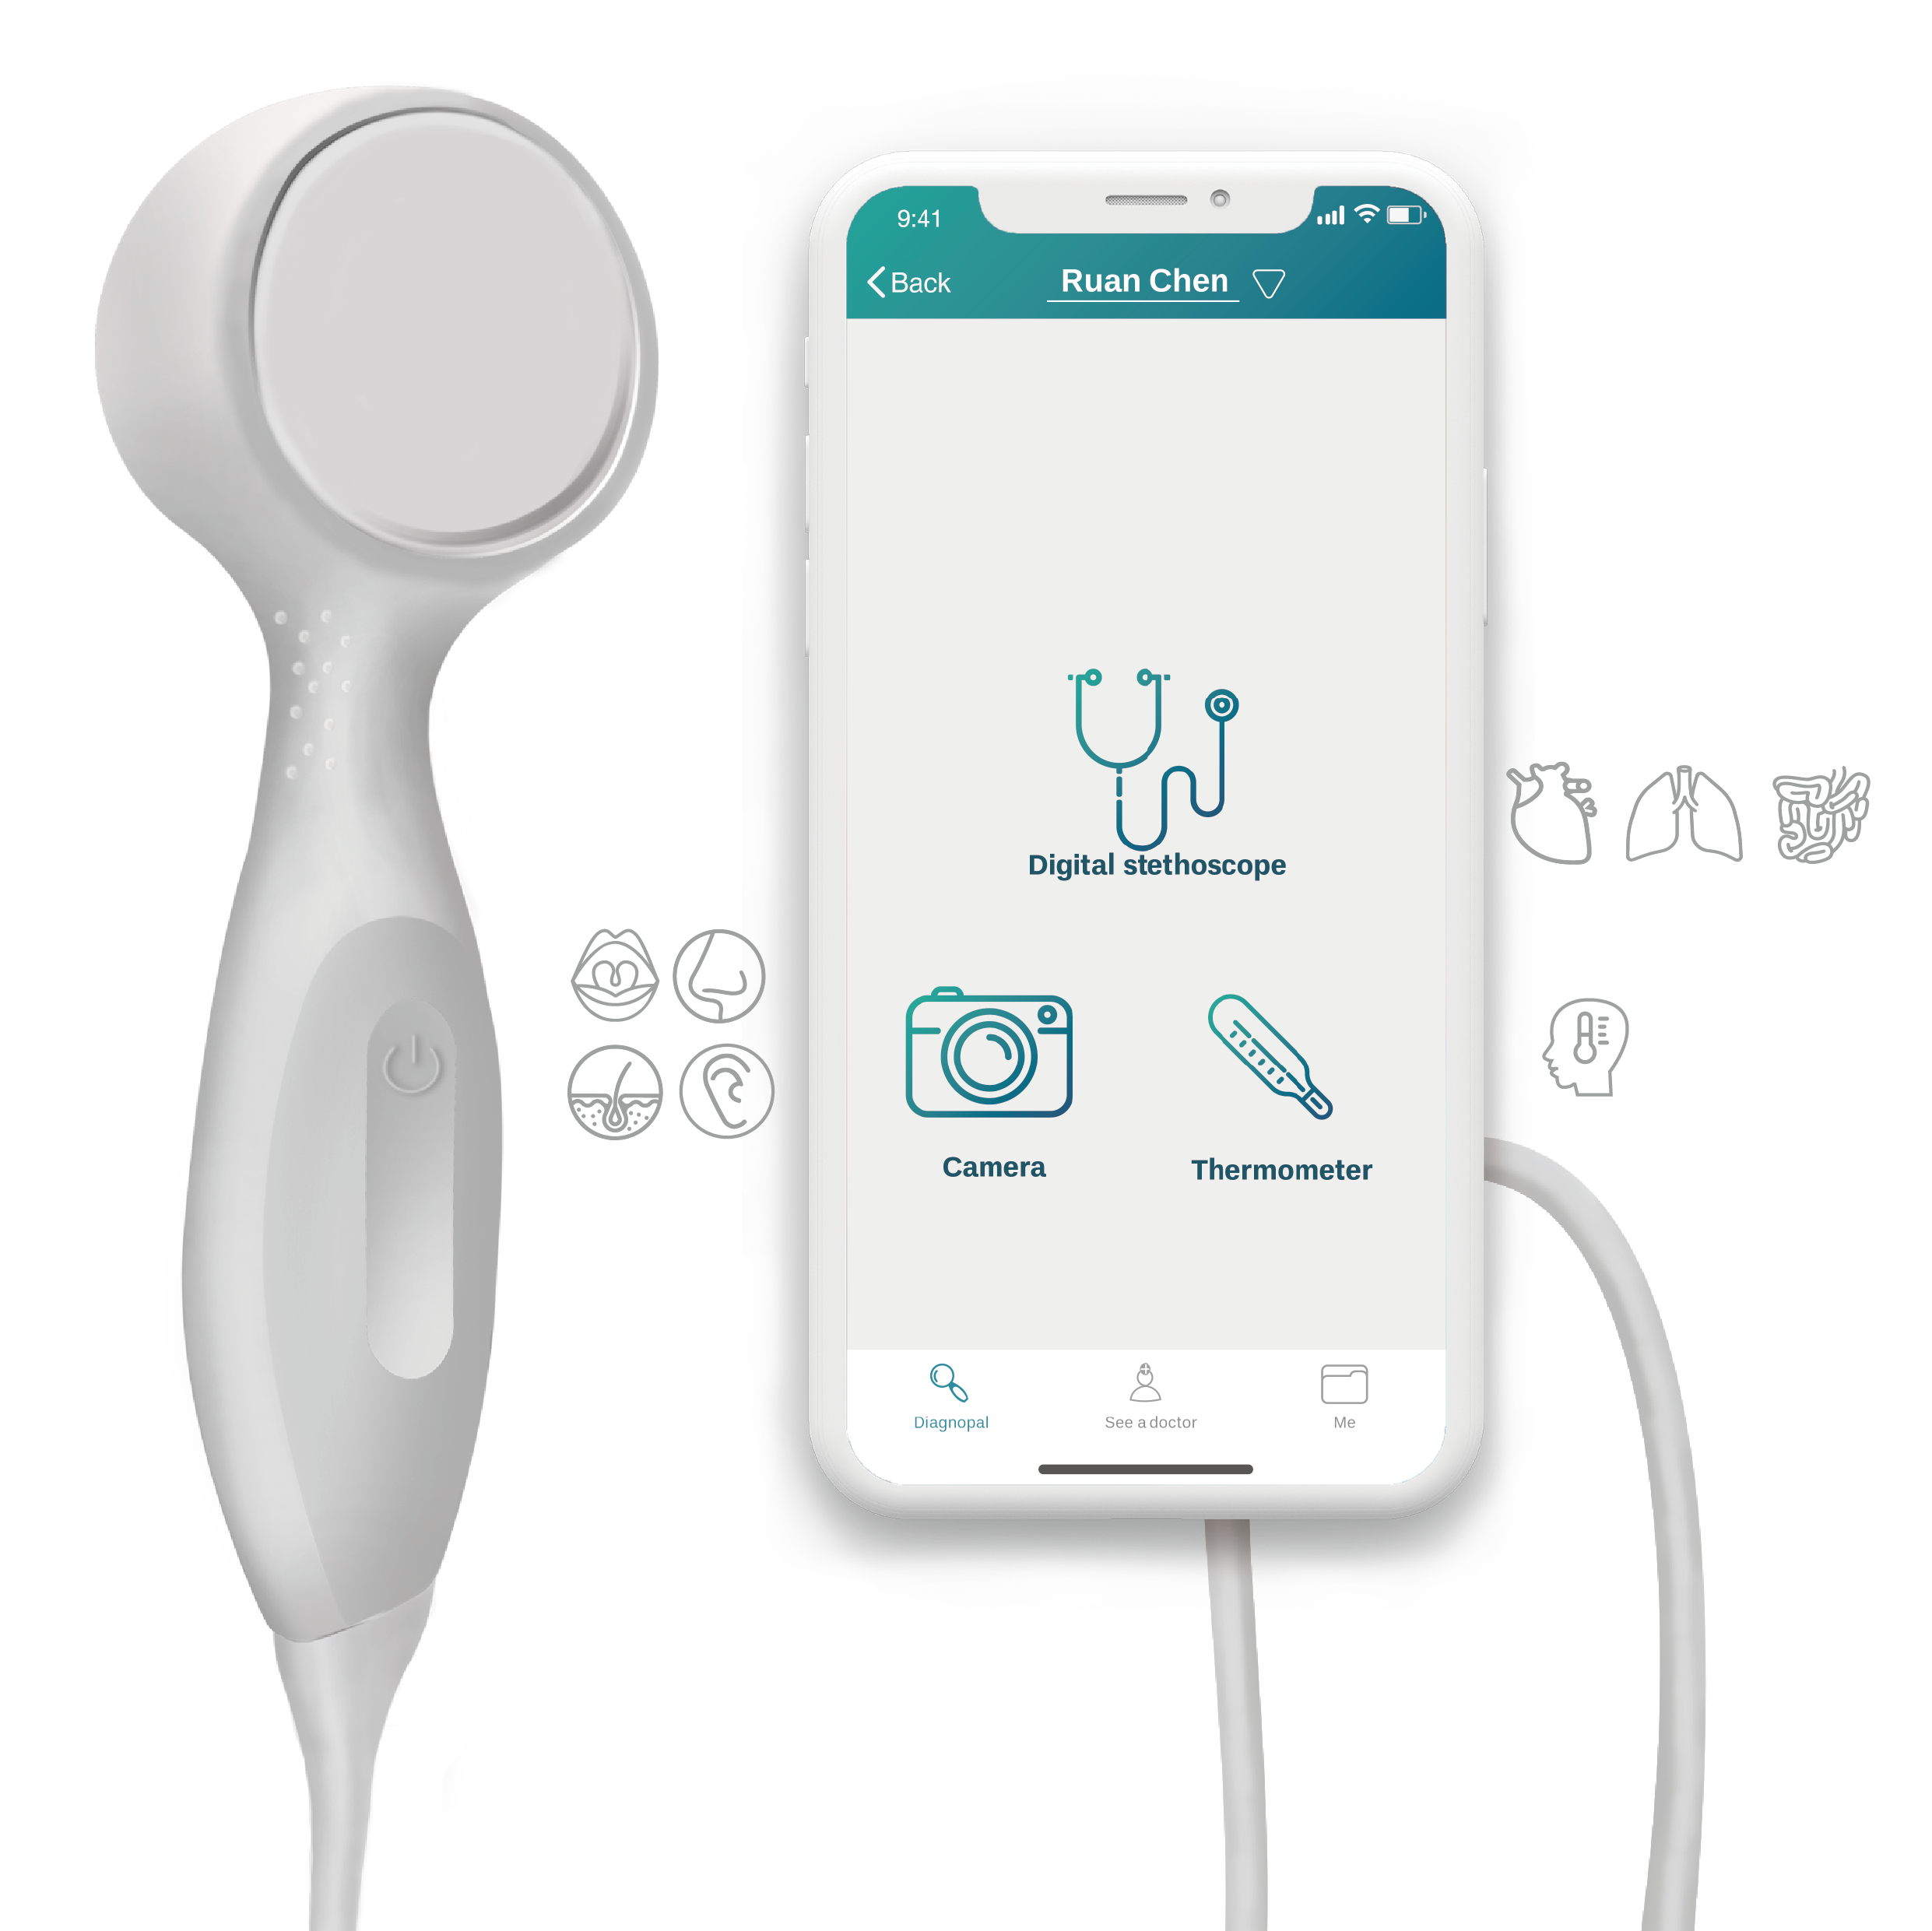 9:41
Back
Ruan Chen
Digital stethoscope
Camera
Thermometer
Diagnopal
See a doctor
Me